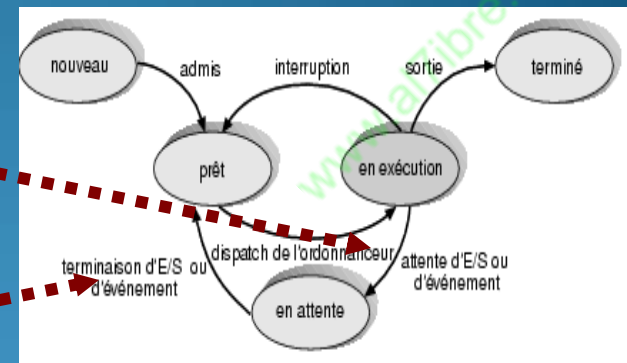 nouveau
admis
interruption
sortie
terminé
prêt
en exécution
dispatch de l'ordonnanceur
terminaison d'E/S ou
d'événement
attente d'E/S ou
d'événement
en attente